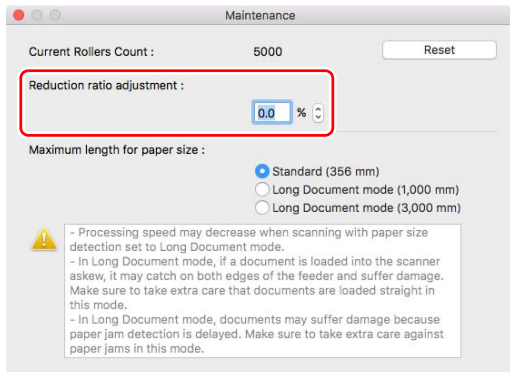 Maintenance
Current Rollers Count : 5000 Reset
Reduction ratio adjustment :
0.0 %
Maximum length for paper size :
Standard (356 mm)
Long Document mode (1,000 mm)
Long Document mode (3,000 mm)
- Processing speed may decrease when scanning with paper size
detection set to Long Document mode.
- In Long Document mode, if a document is loaded into the scanner
askew, it may catch on both edges of the feeder and suffer damage.
Make sure to take extra care that documents are loaded straight in
this mode.
- In Long Document mode, documents may suffer damage because
paper jam detection is delayed. Make sure to take extra care against
paper jams in this mode.